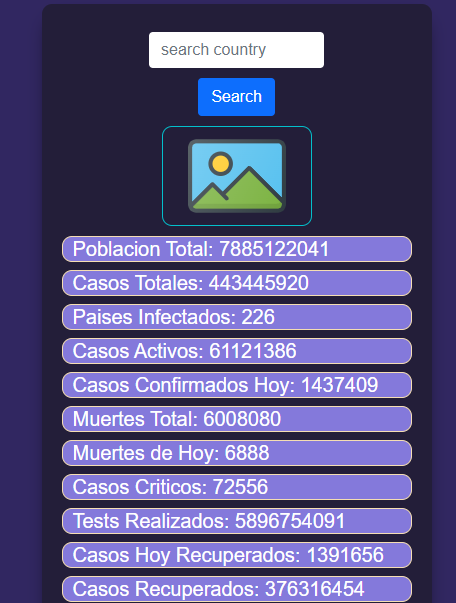 search country
Search
Poblacion Total: 7885122041
Casos Totales: 443445920
Paises Infectados: 226
Casos Activos: 61121386
Casos Confirmados Hoy: 1437409
Muertes Total: 6008080
Muertes de Hoy: 6888
Casos Criticos: 72556
Tests Realizados: 5896754091
Casos Hoy Recuperados: 1391656
Casos Recuperados: 376316454